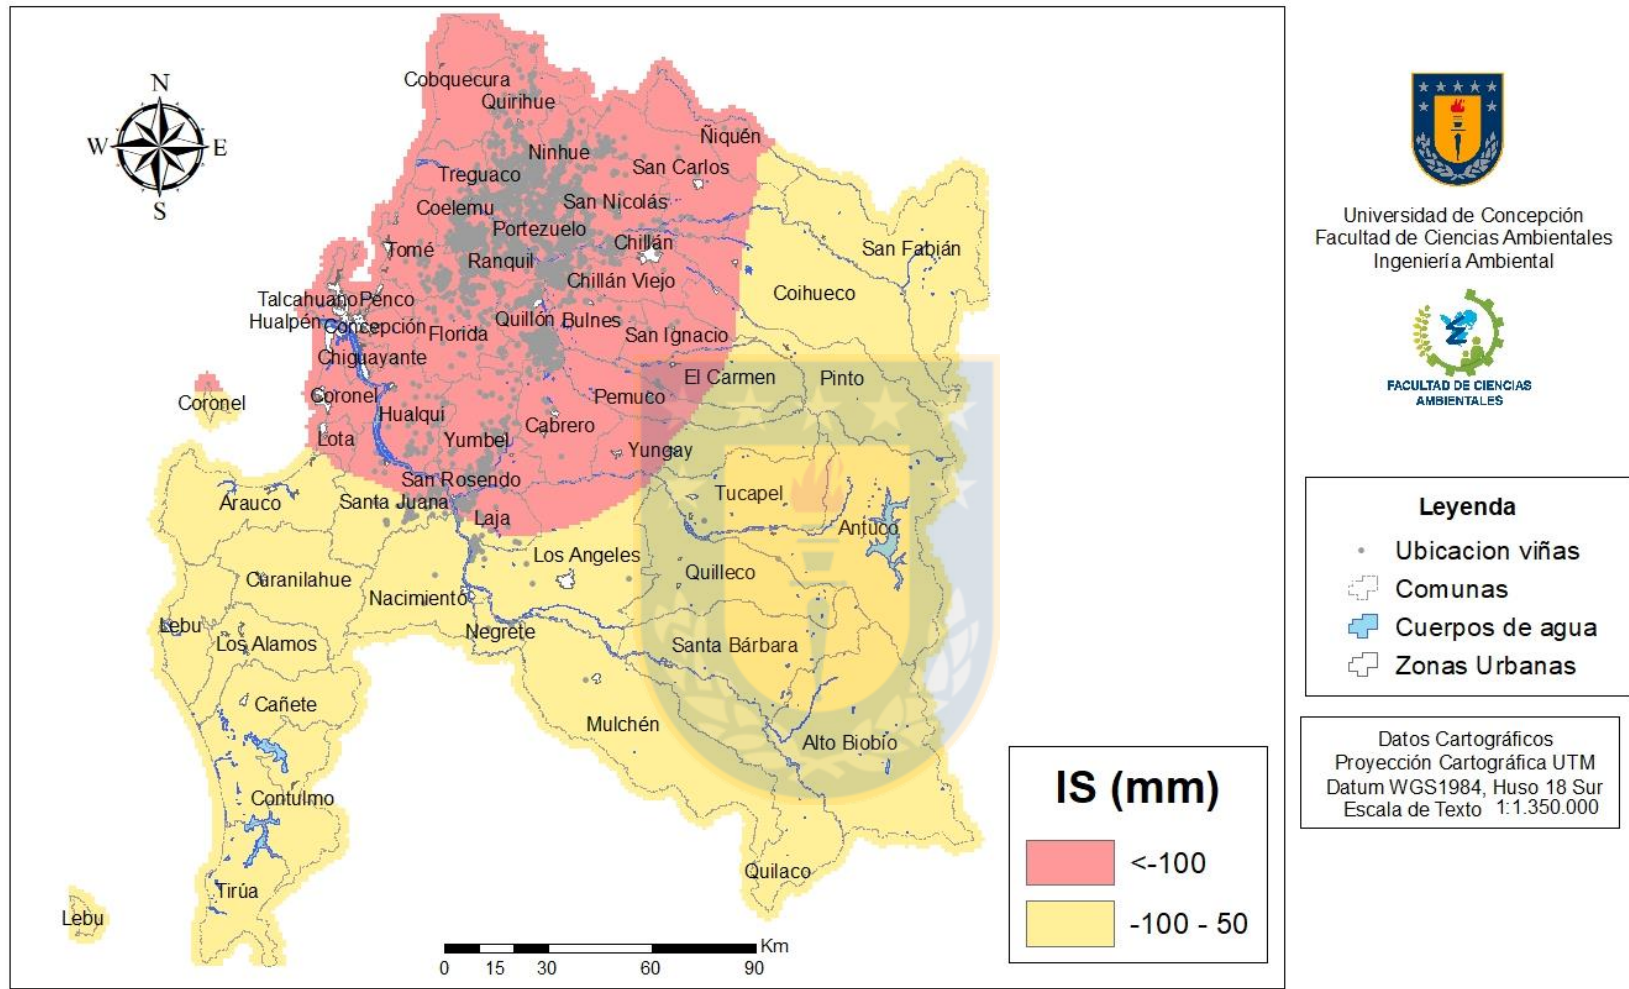 N
W
E
S
Cobquecura
Quirihue
Ñiquén
Ninhue
San Carlos
Treguaco
San Nicolás
Coelemu
Portezuelo
Chillán
San Fabián
Tomé
Ranquil
Chillán Viejo
Coihueco
Talcahuano
Penco
Hualpén
Concepción
Florida
Quillón
Bulnes
San Ignacio
Chiguayante
El Carmen
Pinto
Coronel
Coronel
Hualqui
Pemuco
Cabrero
Lota
Yumbel
Yungay
San Rosendo
Tucapel
Arauco
Santa Juana
Laja
Antuco
Los Angeles
Curanilahue
Quilleco
Nacimiento
Lebu
Negrete
Los Alamos
Santa Bárbara
Cañete
Mulchén
Alto Biobío
Contulmo
Quilaco
Tirúa
Lebu
Km
0 15 30 60 90
IS (mm)
<-100
-100 - 50
Universidad de Concepción
Facultad de Ciencias Ambientales
Ingeniería Ambiental
FACULTAD DE CIENCIAS
AMBIENTALES
Leyenda
Ubicacion viñas
Comunas
Cuerpos de agua
Zonas Urbanas
Datos Cartográficos
Proyección Cartográfica UTM
Datum WGS1984, Huso 18 Sur
Escala de Texto 1:1.350.000